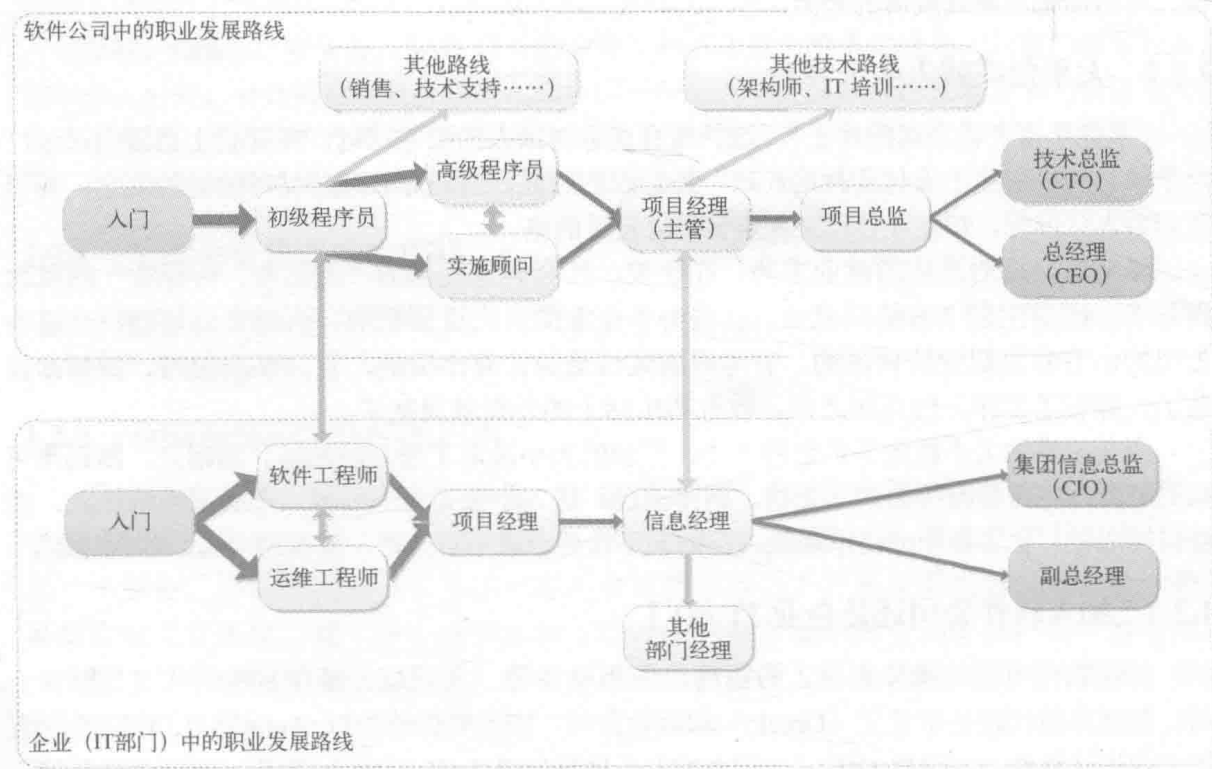 软件公司中的职业发展路线
其他路线
（销售、技术支持……）
其他技术路线
（架构师、IT 培训……）
高级程序员
技术总监
（CTO）
入门
初级程序员
项目经理
（主管）
项目总监
实施顾问
总经理
（CEO）
软件工程师
集团信息总监
（CIO）
入门
项目经理
信息经理
运维工程师
副总经理
其他
部门经理
企业（IT部门）中的职业发展路线